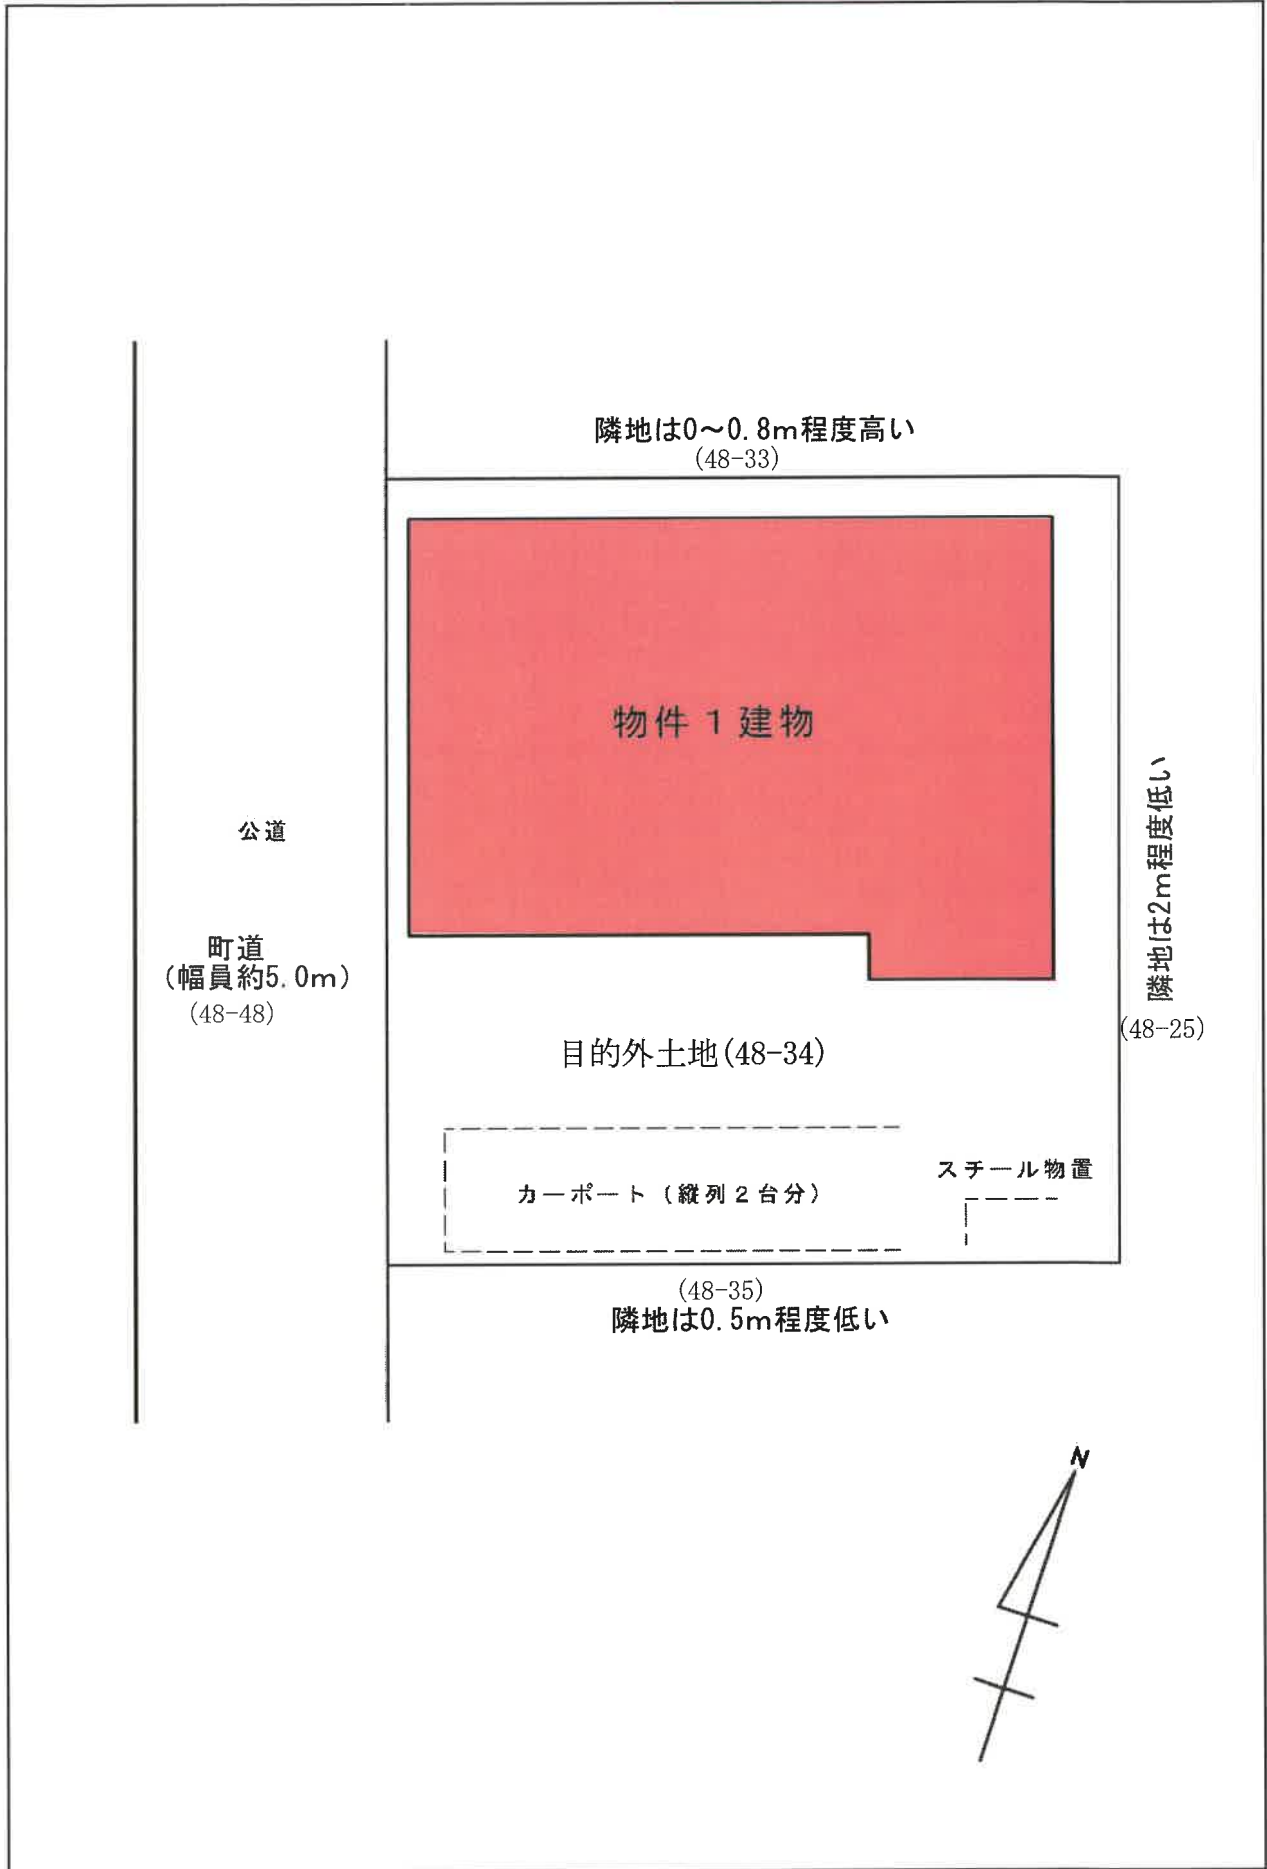 隣地は0～0.8m程度高い
(48-33)
物件1建物
隣地は2m程度低い
(48-25)
公道
町道
(幅員約5.0m)
(48-48)
目的外土地(48-34)
スチール物置
カーポート(縦列2台分)
(48-35)
隣地は0.5m程度低い
N